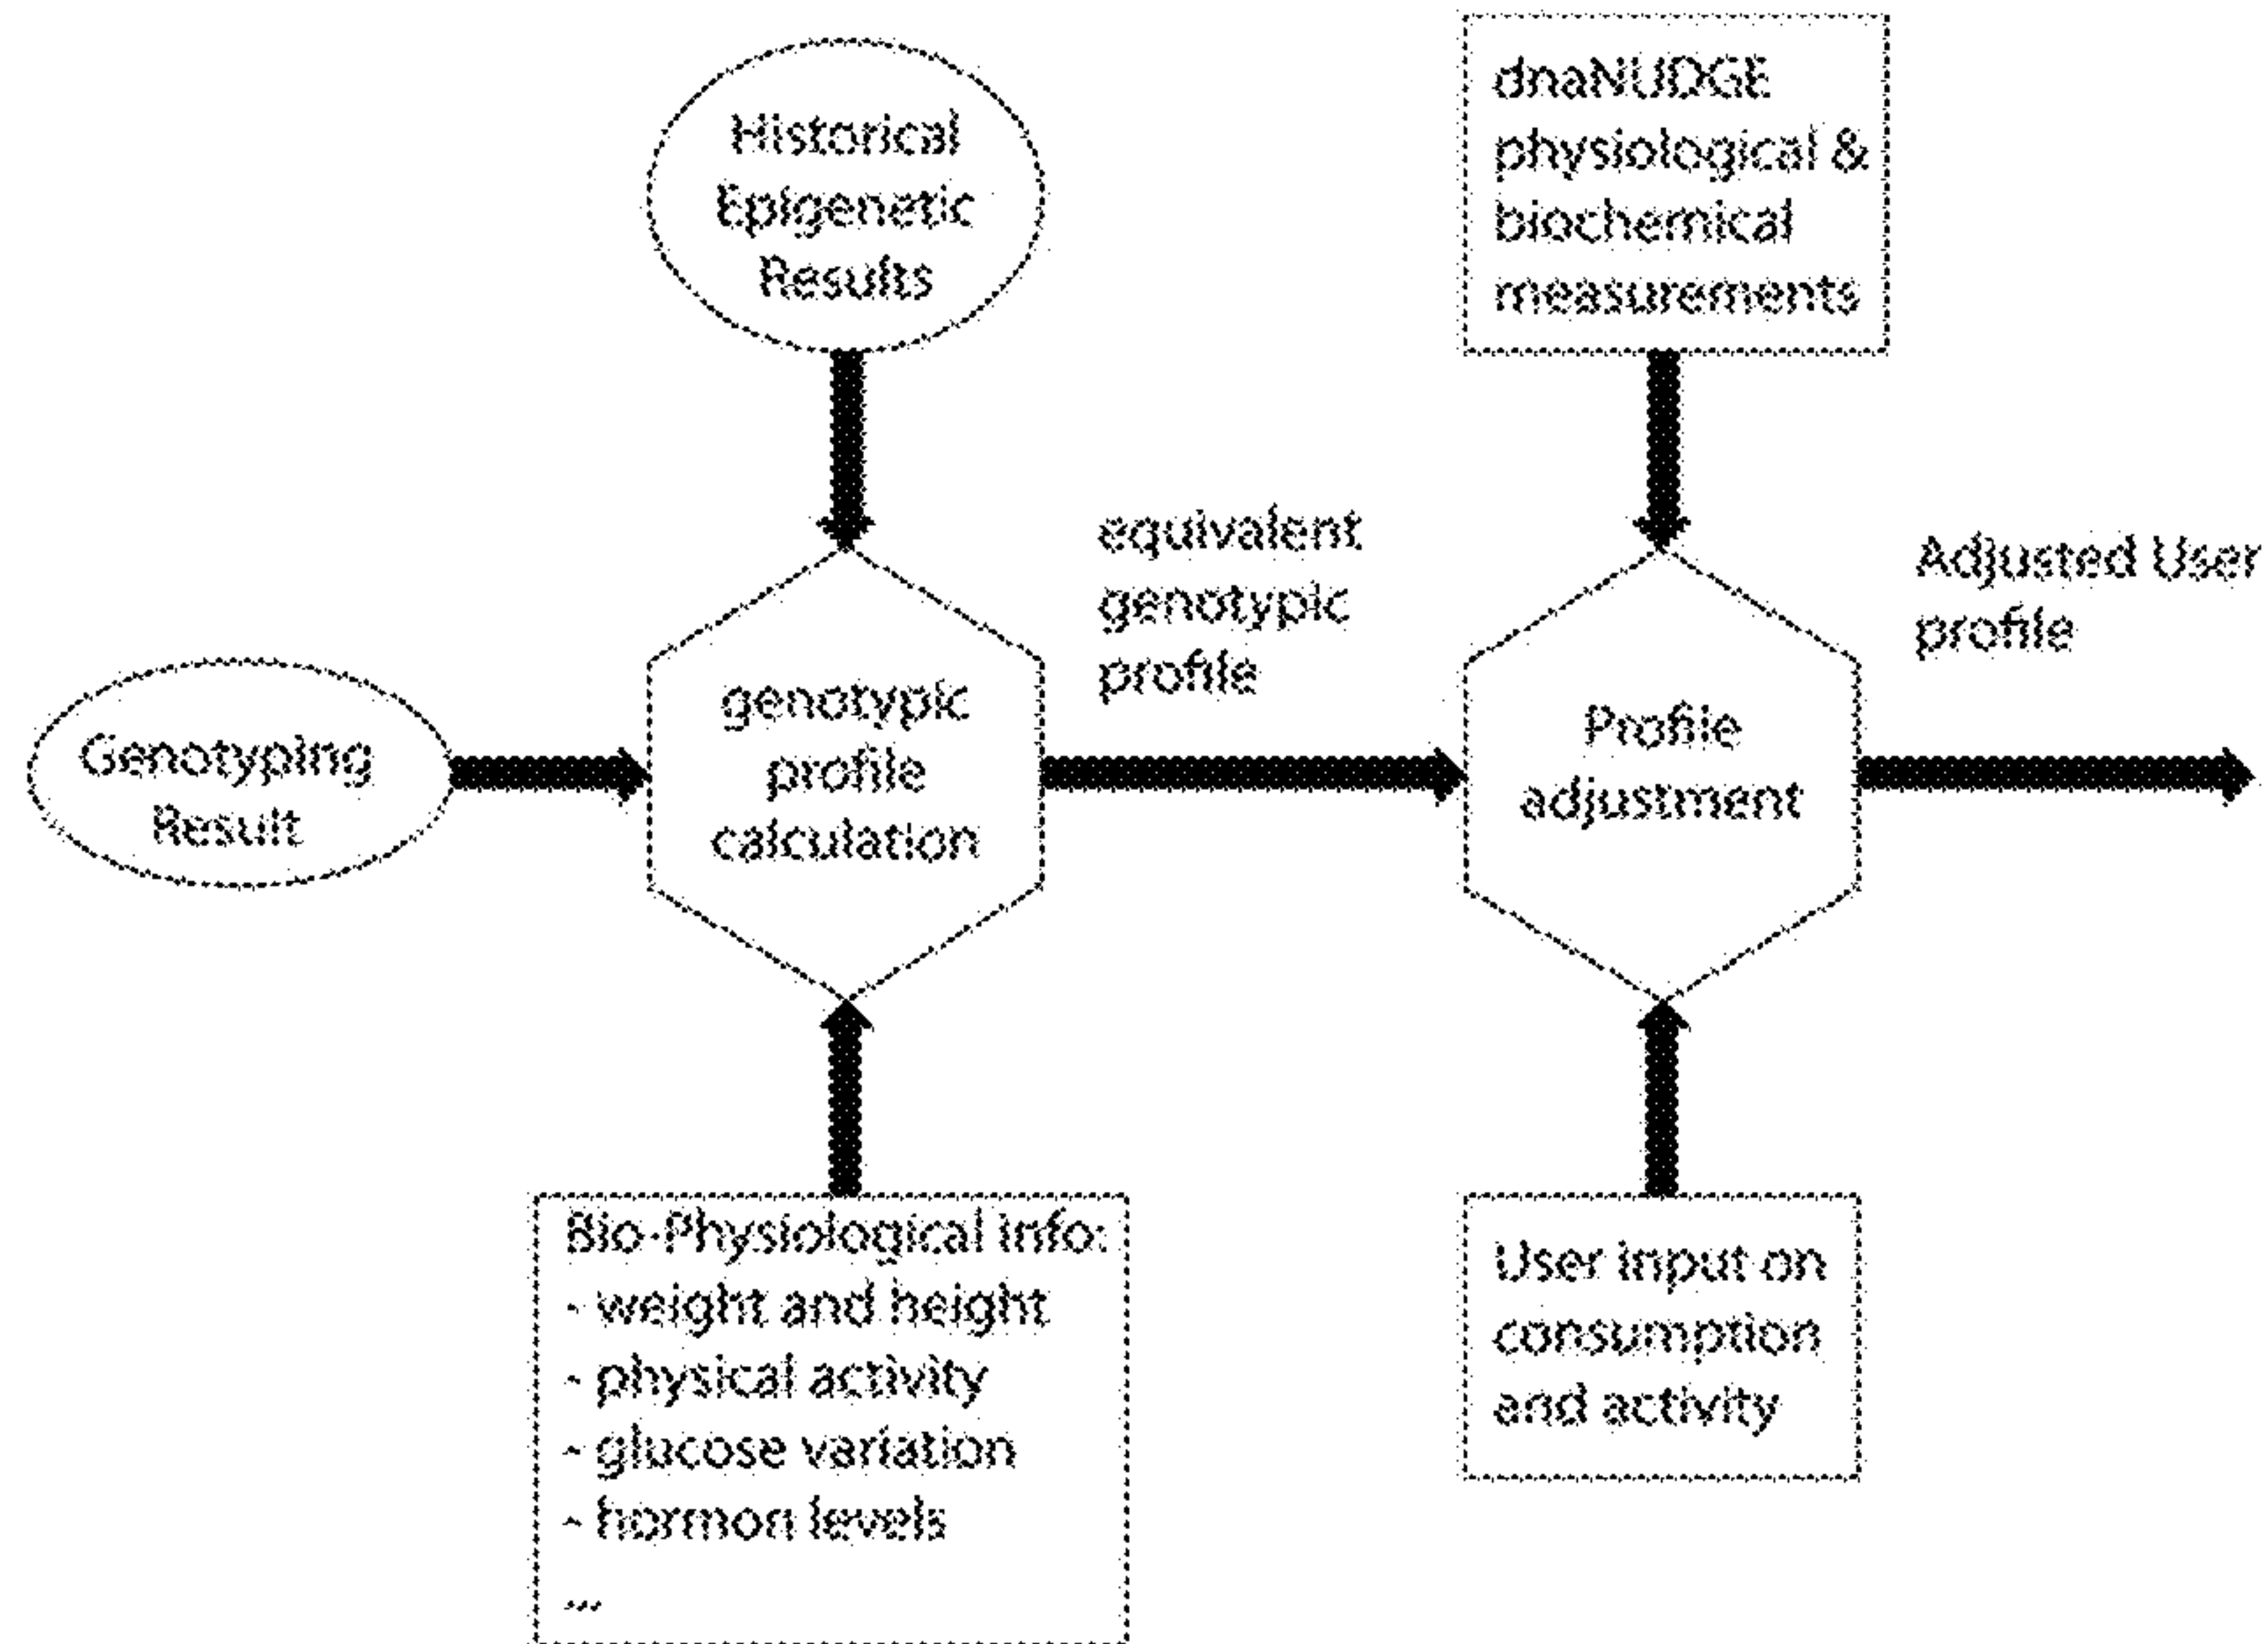 Historical
Epigenetic
Results
dnaNUDGE
physiological &
biochemical
measurements
Genotyping
Result
genotypic
profile
calculation
equivalent
genotypic
profile
Profile
adjustment
Adjusted User
profile
Bio-Physiological info:
- weight and height
- physical activity
- glucose variation
- hormon levels
...
User input on
consumption
and activity